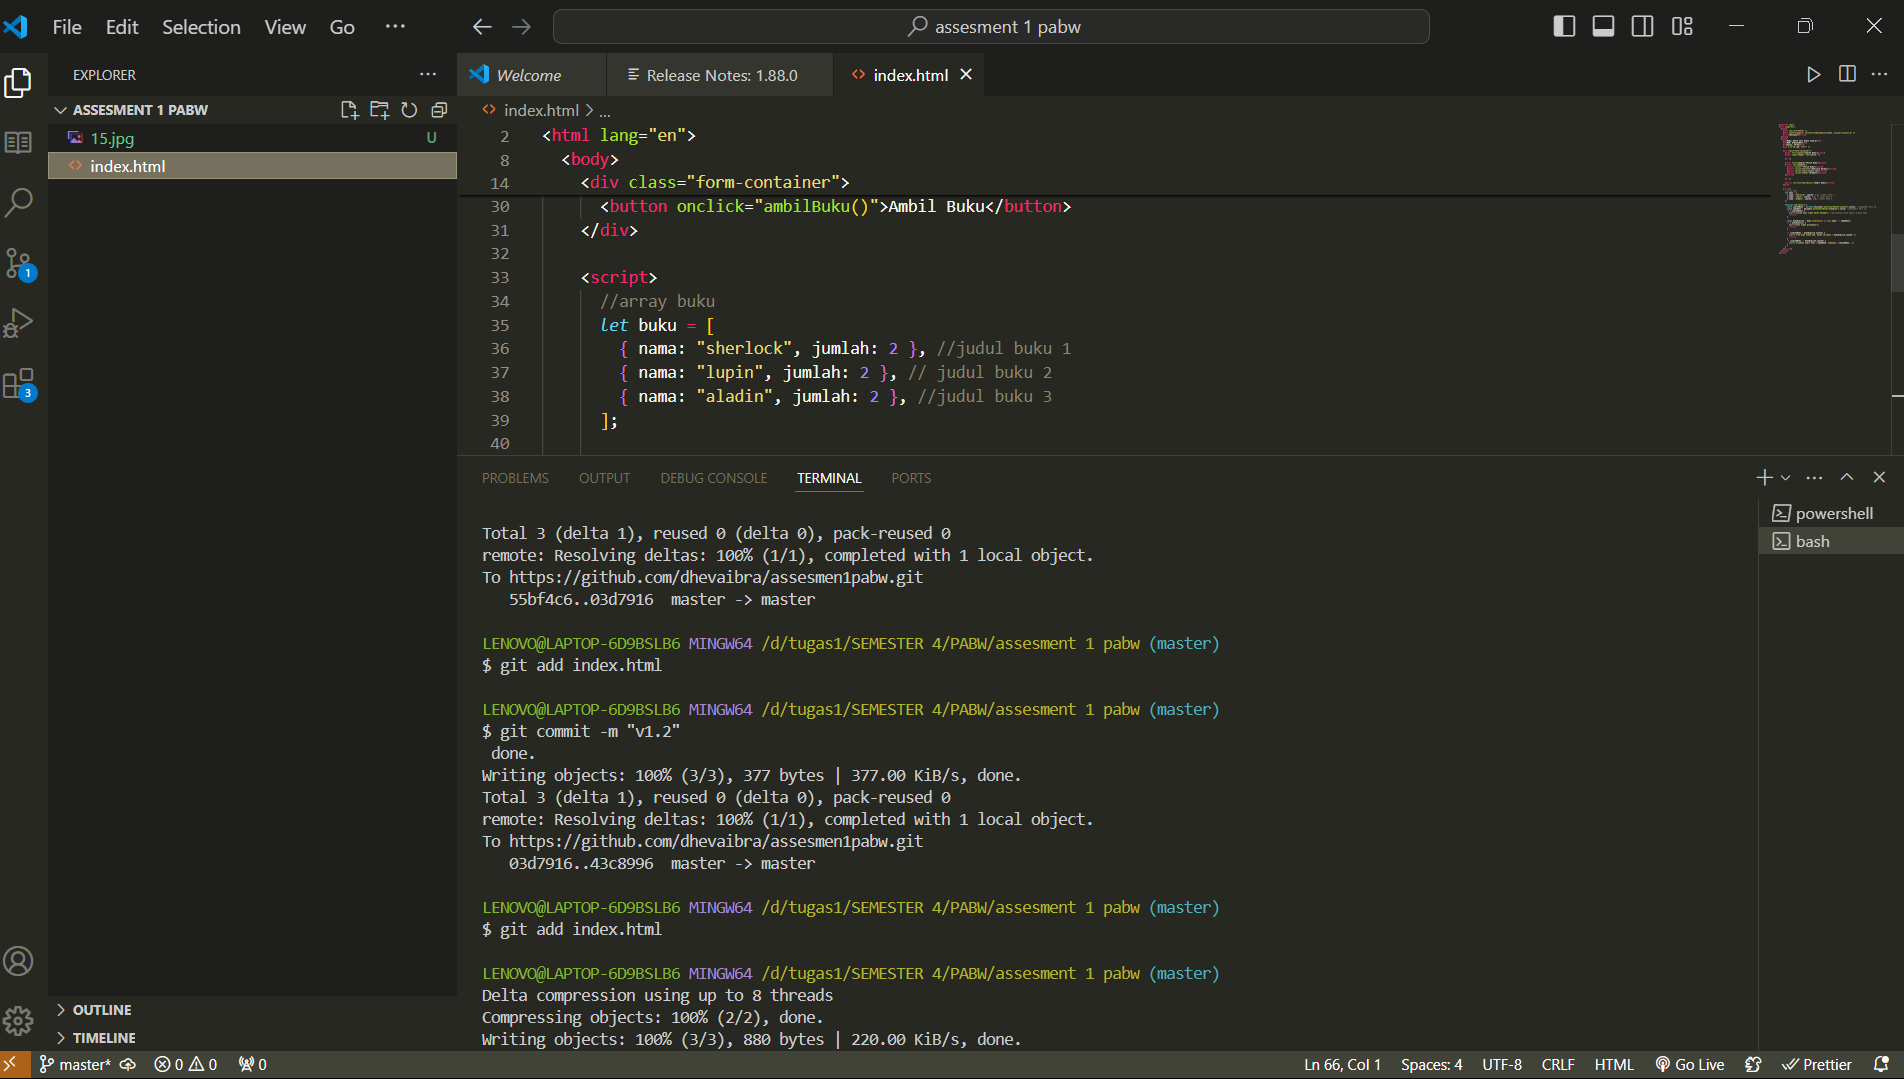 File Edit Selection View Go ···
assesment 1 pabw
EXPLORER ···
Welcome
Release Notes: 1.88.0
index.html
ASSESMENT 1 PABW
15.jpg U
index.html
1
3
OUTLINE
TIMELINE
index.html > ...
2 <html lang="en">
8 <body>
14 <div class="form-container">
30 <button onclick="ambilBuku()">Ambil Buku</button>
31 </div>
32
33 <script>
34 //array buku
35 let buku = [
36 { nama: "sherlock", jumlah: 2 }, //judul buku 1
37 { nama: "lupin", jumlah: 2 }, // judul buku 2
38 { nama: "aladin", jumlah: 2 }, //judul buku 3
39 ];
40
PROBLEMS OUTPUT DEBUG CONSOLE TERMINAL PORTS
powershell
bash
Total 3 (delta 1), reused 0 (delta 0), pack-reused 0
remote: Resolving deltas: 100% (1/1), completed with 1 local object.
To https://github.com/dhevaibra/assesmen1pabw.git
55bf4c6..03d7916 master -> master
LENOVO@LAPTOP-6D9BSLB6 MINGW64 /d/tugas1/SEMESTER 4/PABW/assesment 1 pabw (master)
$ git add index.html
LENOVO@LAPTOP-6D9BSLB6 MINGW64 /d/tugas1/SEMESTER 4/PABW/assesment 1 pabw (master)
$ git commit -m "v1.2"
done.
Writing objects: 100% (3/3), 377 bytes | 377.00 KiB/s, done.
Total 3 (delta 1), reused 0 (delta 0), pack-reused 0
remote: Resolving deltas: 100% (1/1), completed with 1 local object.
To https://github.com/dhevaibra/assesmen1pabw.git
03d7916..43c8996 master -> master
LENOVO@LAPTOP-6D9BSLB6 MINGW64 /d/tugas1/SEMESTER 4/PABW/assesment 1 pabw (master)
$ git add index.html
LENOVO@LAPTOP-6D9BSLB6 MINGW64 /d/tugas1/SEMESTER 4/PABW/assesment 1 pabw (master)
Delta compression using up to 8 threads
Compressing objects: 100% (2/2), done.
Writing objects: 100% (3/3), 880 bytes | 220.00 KiB/s, done.
master* 0 0 0 Ln 66, Col 1 Spaces: 4 UTF-8 CRLF HTML Go Live Prettier